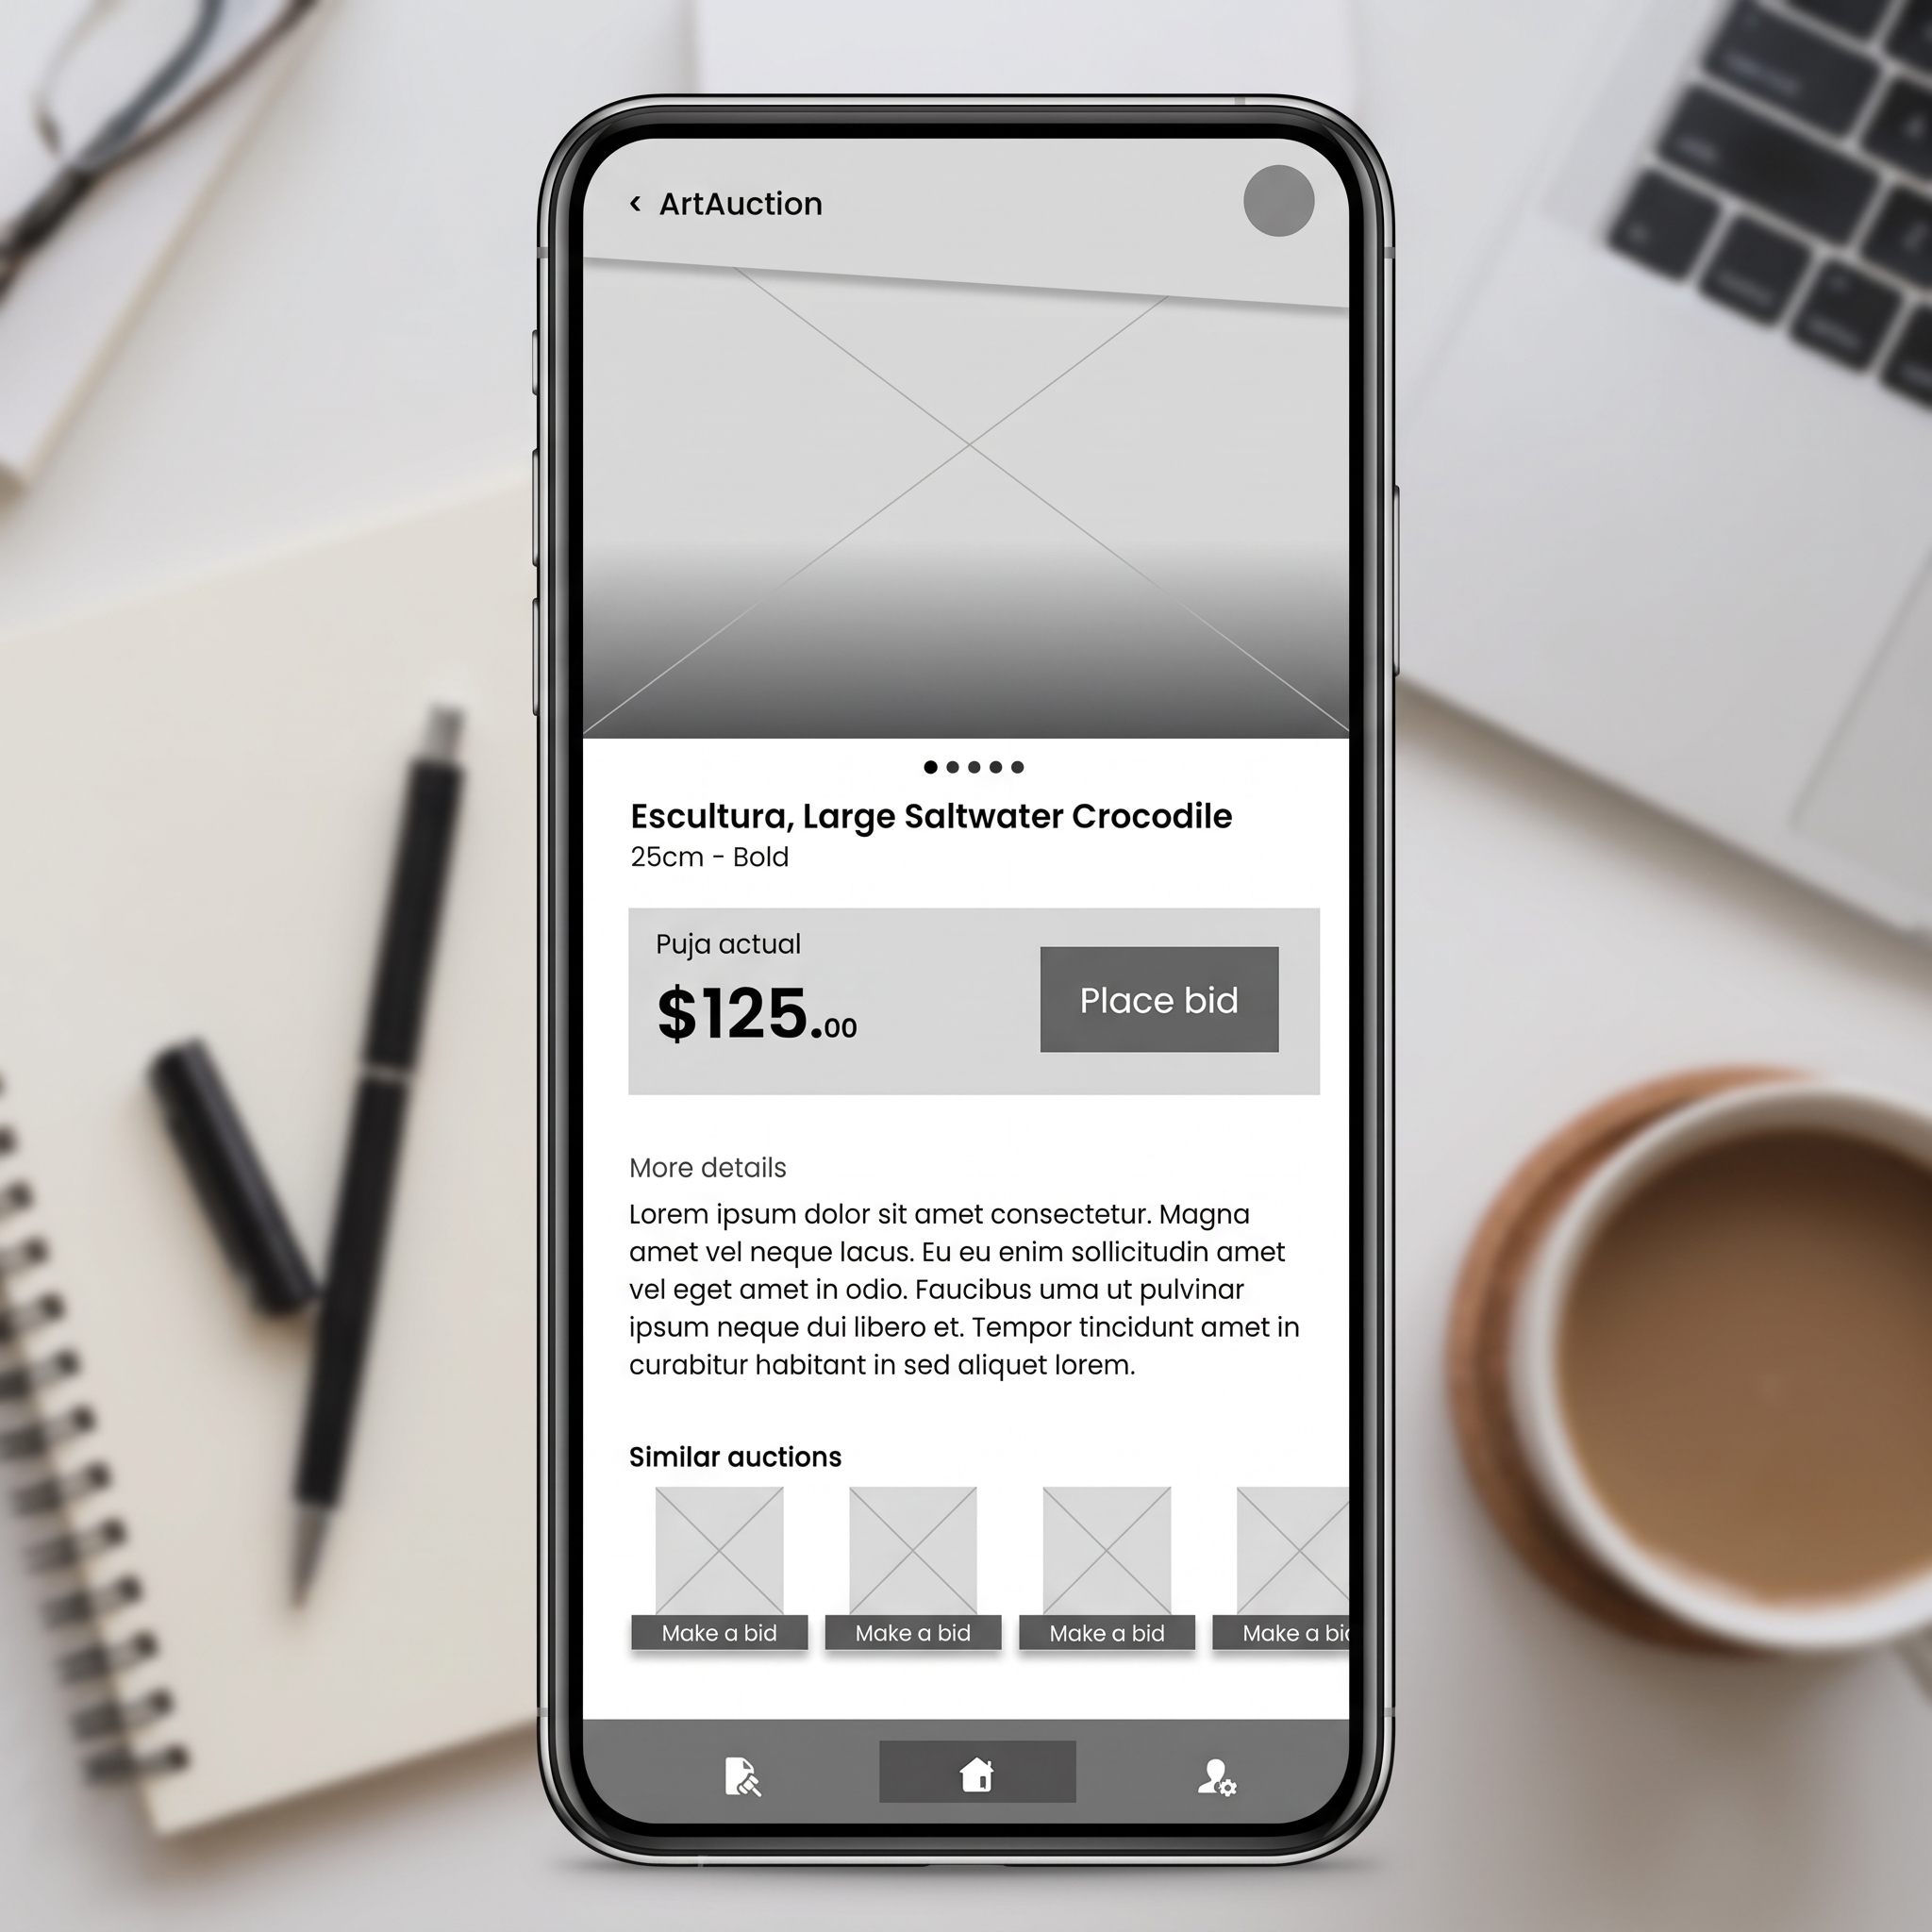 ‹ ArtAuction
Escultura, Large Saltwater Crocodile
25cm - Bold
Puja actual
$125.00
Place bid
More details
Lorem ipsum dolor sit amet consectetur. Magna
amet vel neque lacus. Eu eu enim sollicitudin amet
vel eget amet in odio. Faucibus uma ut pulvinar
ipsum neque dui libero et. Tempor tincidunt amet in
curabitur habitant in sed aliquet lorem.
Similar auctions
Make a bid Make a bid Make a bid Make a bid